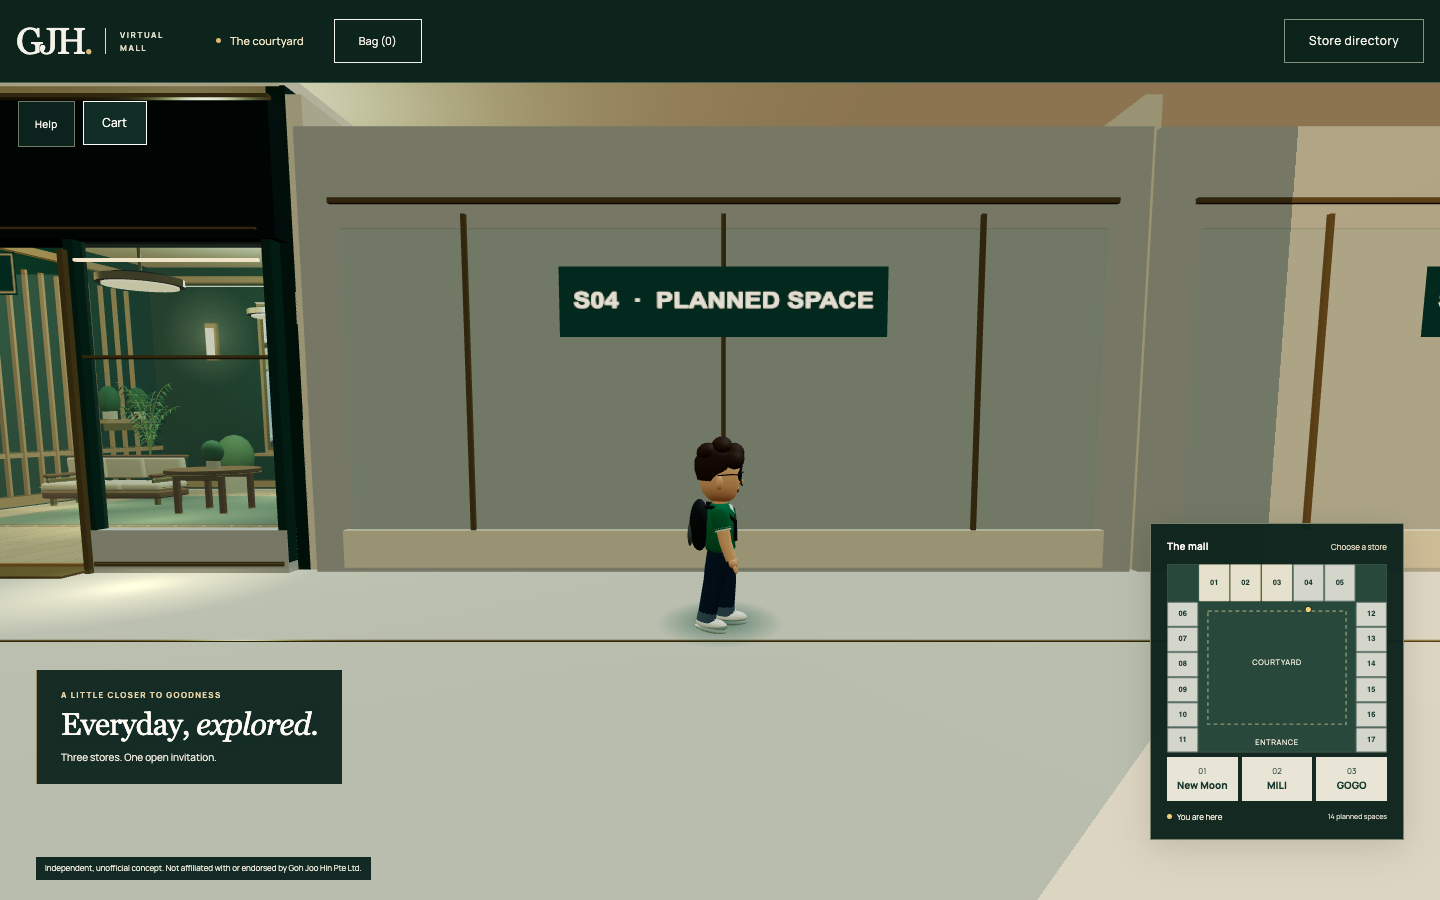 GJH.
VIRTUAL
MALL
The courtyard
Bag (0)
Store directory
Help
Cart
S04 · PLANNED SPACE
A LITTLE CLOSER TO GOODNESS
Everyday, explored.
Three stores. One open invitation.
Independent, unofficial concept. Not affiliated with or endorsed by Goh Joo Hin Pte Ltd.
The mall
Choose a store
01 02 03 04 05
06 12
07 13
08 14
COURTYARD
09 15
10 16
11 17
ENTRANCE
01
New Moon
02
MILI
03
GOGO
You are here
14 planned spaces